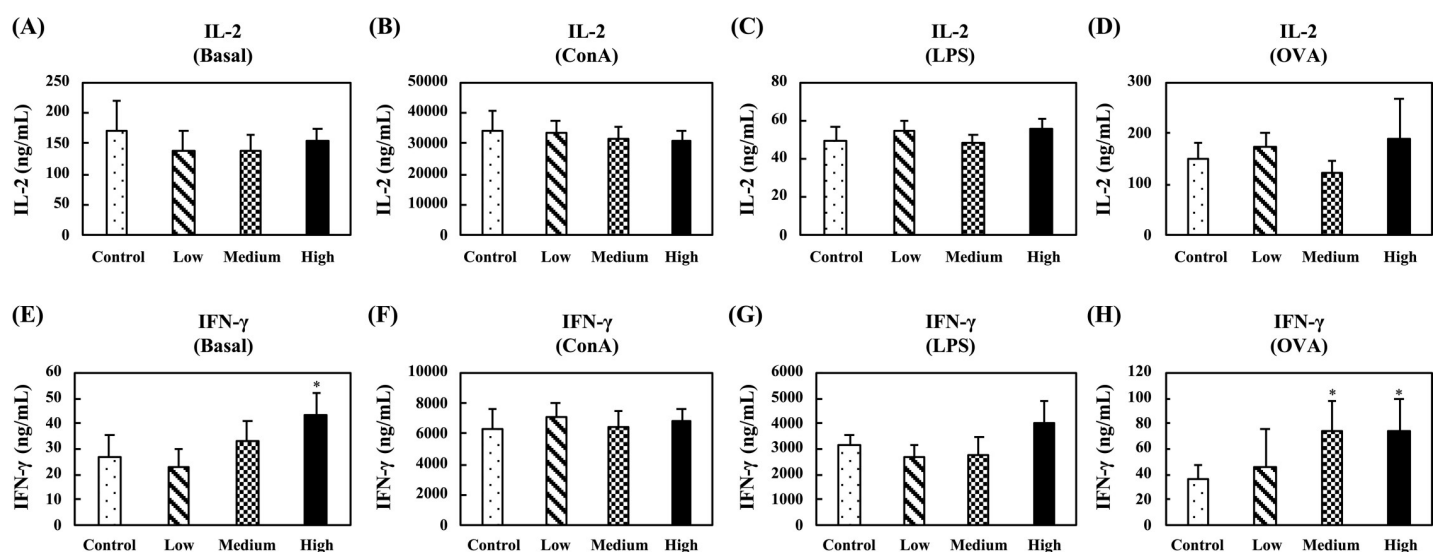 (A)
IL-2
(Basal)
IL-2 (ng/mL)
250
200
150
100
50
0
Control Low Medium High
(B)
IL-2
(ConA)
IL-2 (ng/mL)
50000
40000
30000
20000
10000
0
Control Low Medium High
(C)
IL-2
(LPS)
IL-2 (ng/mL)
80
60
40
20
0
Control Low Medium High
(D)
IL-2
(OVA)
IL-2 (ng/mL)
300
200
100
0
Control Low Medium High
(E)
IFN-γ
(Basal)
IFN-γ (ng/mL)
60
50
40
30
20
10
0
*
Control Low Medium High
(F)
IFN-γ
(ConA)
IFN-γ (ng/mL)
10000
8000
6000
4000
2000
0
Control Low Medium High
(G)
IFN-γ
(LPS)
IFN-γ (ng/mL)
6000
5000
4000
3000
2000
1000
0
Control Low Medium High
(H)
IFN-γ
(OVA)
IFN-γ (ng/mL)
120
100
80
60
40
20
0
* *
Control Low Medium High